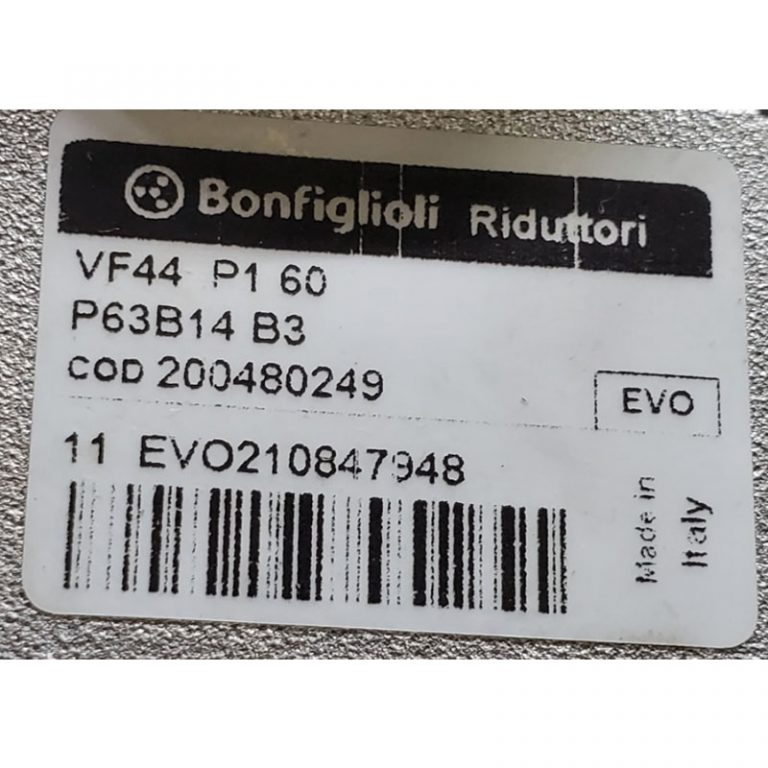 Bonfiglioli Riduttori
VF44 P1 60
P63B14 B3
COD 200480249
EVO
11 EVO210847948
Made in
Italy